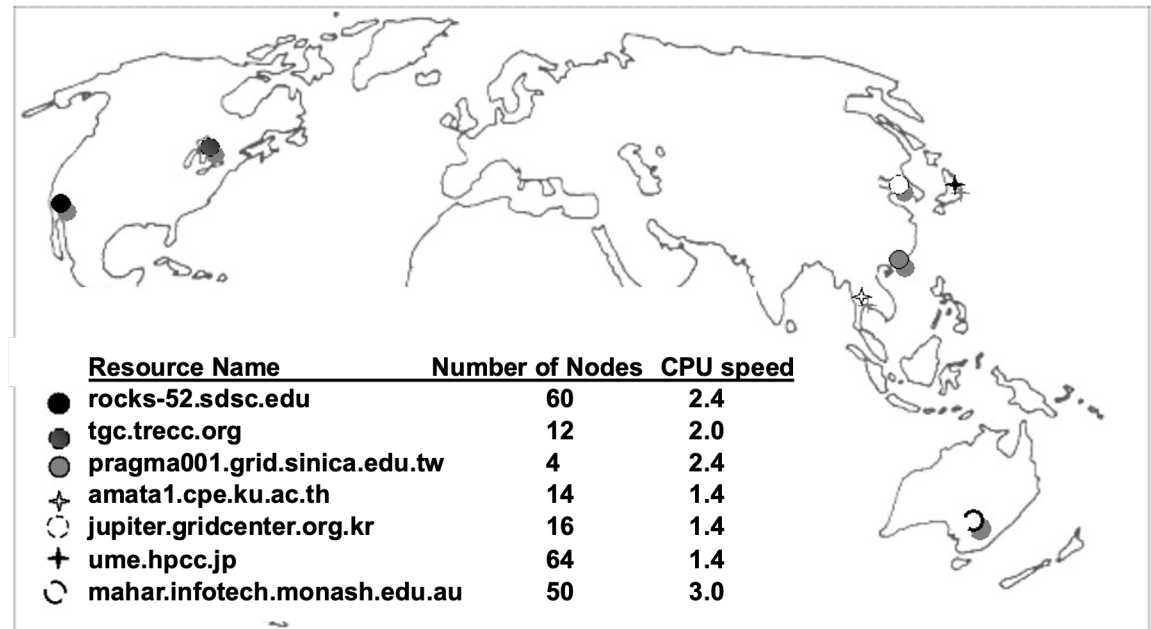 Resource Name Number of Nodes CPU speed
rocks-52.sdsc.edu 60 2.4
tgc.trecc.org 12 2.0
pragma001.grid.sinica.edu.tw 4 2.4
amata1.cpe.ku.ac.th 14 1.4
jupiter.gridcenter.org.kr 16 1.4
ume.hpcc.jp 64 1.4
mahar.infotech.monash.edu.au 50 3.0